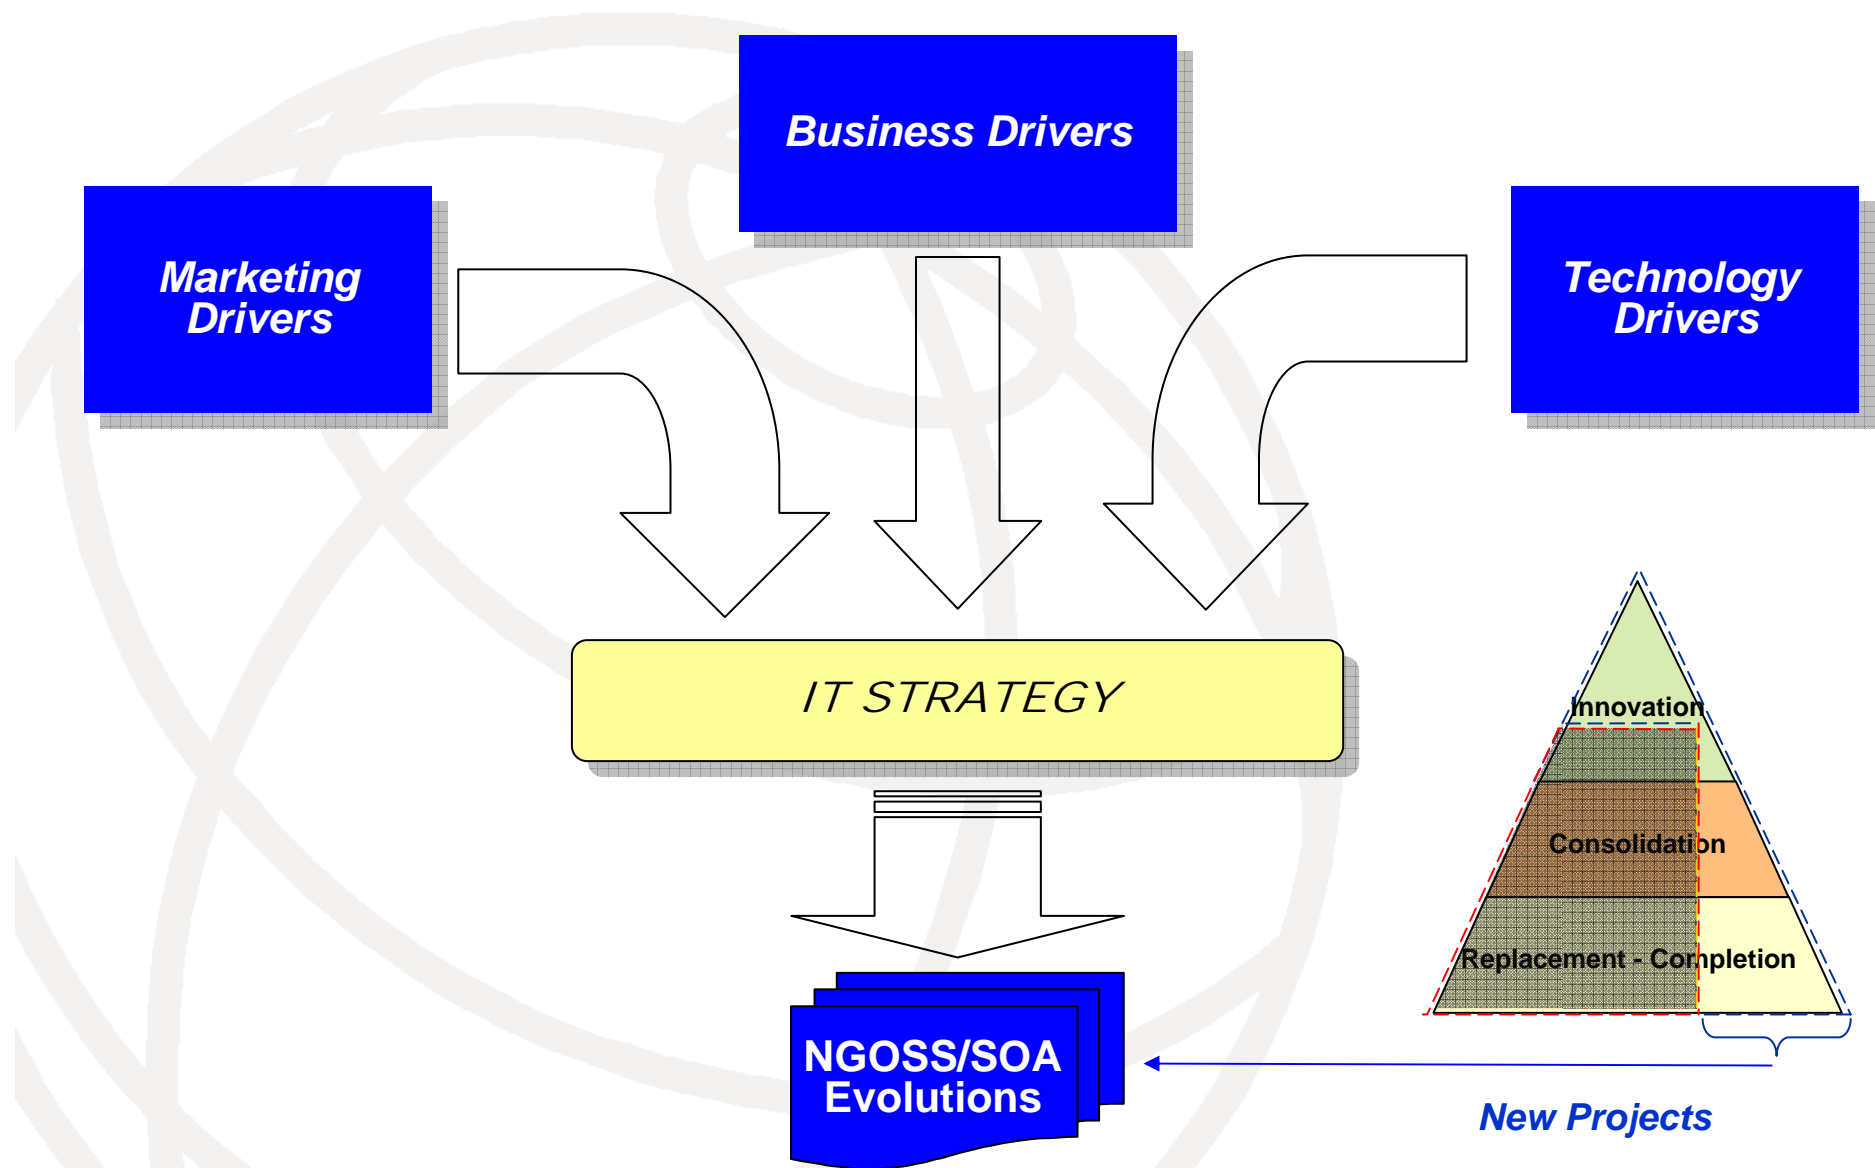 Business Drivers
Marketing
Drivers
Technology
Drivers
IT STRATEGY
Innovation
Consolidation
Replacement - Completion
NGOSS/SOA
Evolutions
New Projects